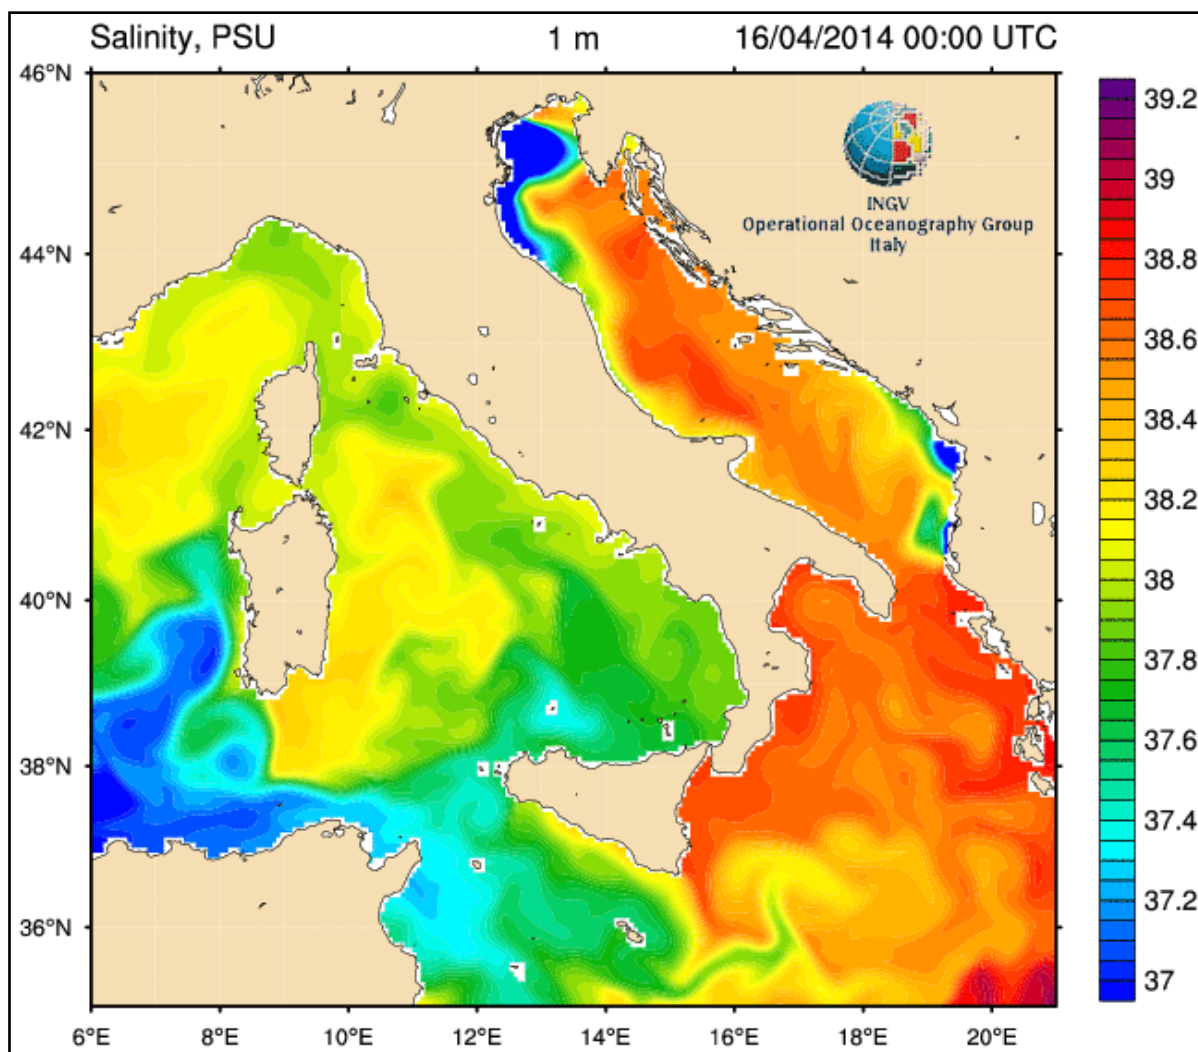 Salinity, PSU 1 m 16/04/2014 00:00 UTC
46°N
44°N
42°N
40°N
38°N
36°N
6°E 8°E 10°E 12°E 14°E 16°E 18°E 20°E
INGV
Operational Oceanography Group
Italy
39.2
39
38.8
38.6
38.4
38.2
38
37.8
37.6
37.4
37.2
37